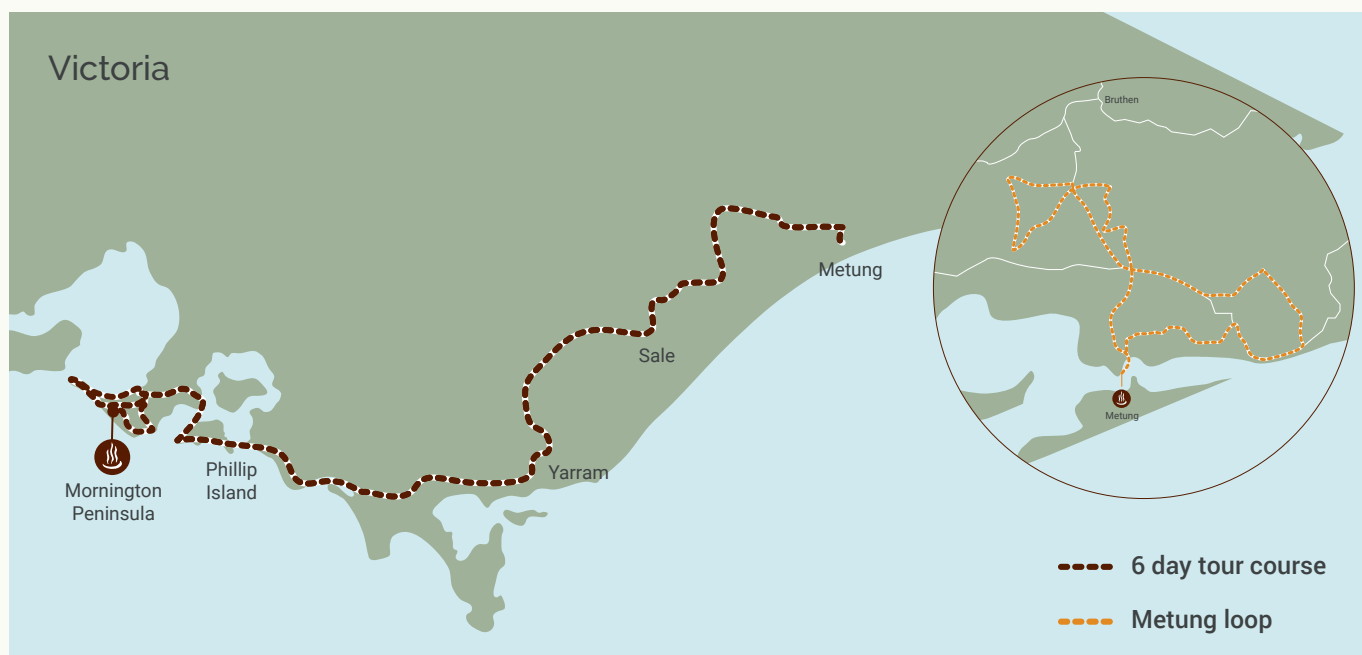 Victoria
Bruthen
Metung
Sale
Metung
Yarram
Phillip
Island
Mornington
Peninsula
6 day tour course
Metung loop